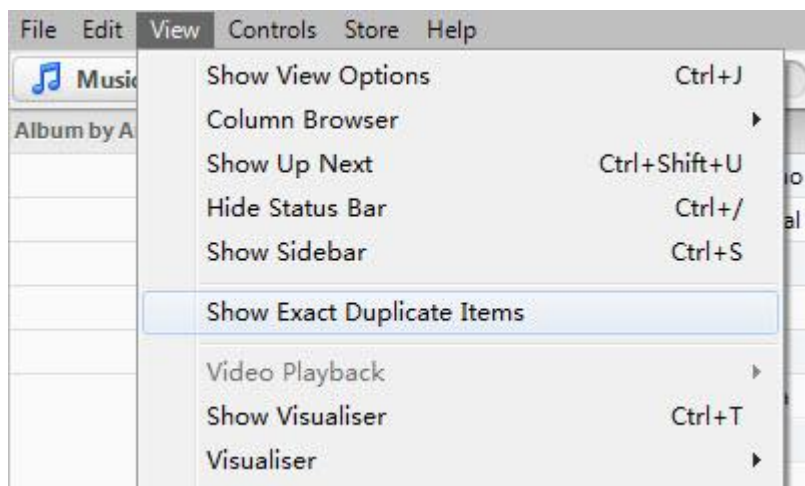 File Edit View Controls Store Help
Music
Show View Options Ctrl+J
Album by A
Column Browser
Show Up Next Ctrl+Shift+U
Hide Status Bar Ctrl+/
Show Sidebar Ctrl+S
Show Exact Duplicate Items
Video Playback
Show Visualiser Ctrl+T
Visualiser